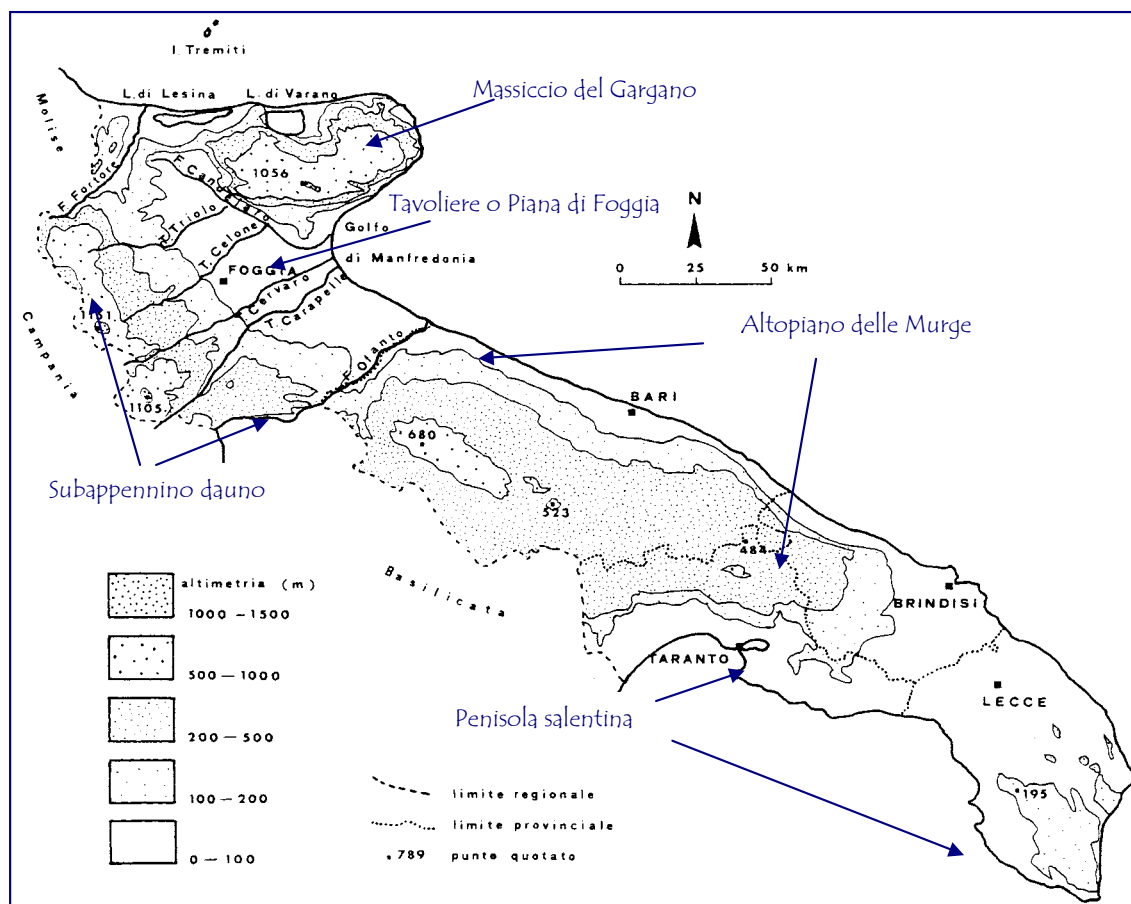 I. Tremiti
L. di Lesina
L. di Varano
Massiccio del Gargano
Molise
F. Fortore
F. Candelaro
1056
Tavoliere o Piana di Foggia
N
T. Triolo
T. Celone
Golfo
di Manfredonia
FOGGIA
0 25 50 km
Cervaro
T. Carapelle
Campania
1151
F. Ofanto
Altopiano delle Murge
1105
BARI
680
Subappennino dauno
523
484
Basilicata
BRINDISI
TARANTO
LECCE
Penisola salentina
195
altimetria (m)
1000 – 1500
500 – 1000
200 – 500
100 – 200
0 – 100
limite regionale
limite provinciale
789 punto quotato